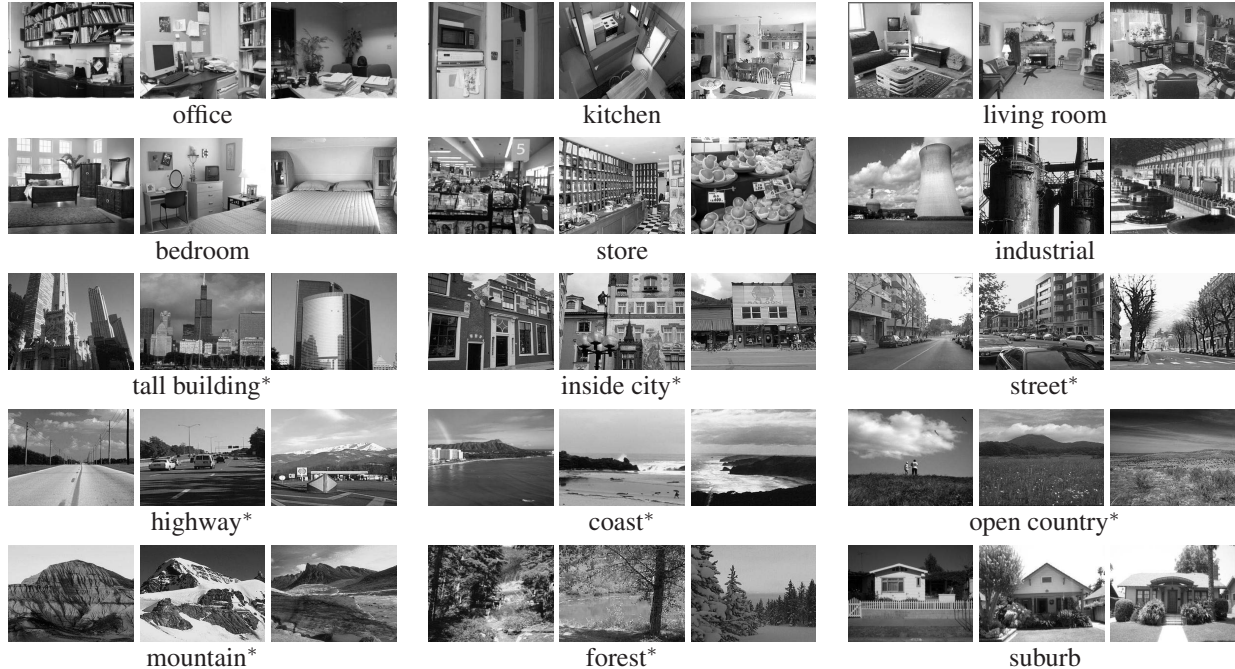 office
kitchen
living room
5
bedroom
store
industrial
tall building*
inside city*
street*
highway*
coast*
open country*
mountain*
forest*
suburb